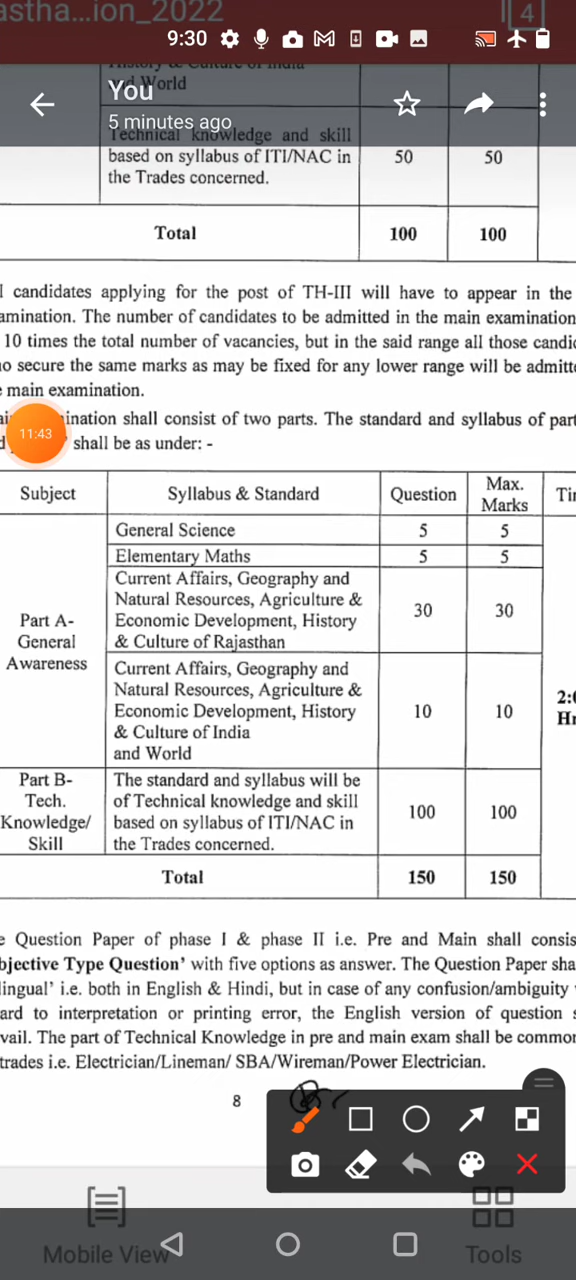 astha...ion_2022
4
9:30
and World
You
5 minutes ago
Technical knowledge and skill
based on syllabus of ITI/NAC in
the Trades concerned.
50
50
Total
100
100
candidates applying for the post of TH-III will have to appear in the
amination. The number of candidates to be admitted in the main examination
10 times the total number of vacancies, but in the said range all those candi
o secure the same marks as may be fixed for any lower range will be admitt
main examination.
ination shall consist of two parts. The standard and syllabus of part
11:43
shall be as under: -
Subject
Syllabus & Standard
Question
Max.
Marks
Ti
General Science
5
5
Elementary Maths
5
5
Part A-
General
Awareness
Current Affairs, Geography and
Natural Resources, Agriculture &
Economic Development, History
& Culture of Rajasthan
30
30
Current Affairs, Geography and
Natural Resources, Agriculture &
Economic Development, History
& Culture of India
and World
10
10
2:
H
Part B-
Tech.
Knowledge/
Skill
The standard and syllabus will be
of Technical knowledge and skill
based on syllabus of ITI/NAC in
the Trades concerned.
100
100
Total
150
150
e Question Paper of phase I & phase II i.e. Pre and Main shall consis
bjective Type Question' with five options as answer. The Question Paper sha
lingual' i.e. both in English & Hindi, but in case of any confusion/ambiguity
ard to interpretation or printing error, the English version of question s
vail. The part of Technical Knowledge in pre and main exam shall be common
trades i.e. Electrician/Lineman/ SBA/Wireman/Power Electrician.
8
Mobile View
Tools